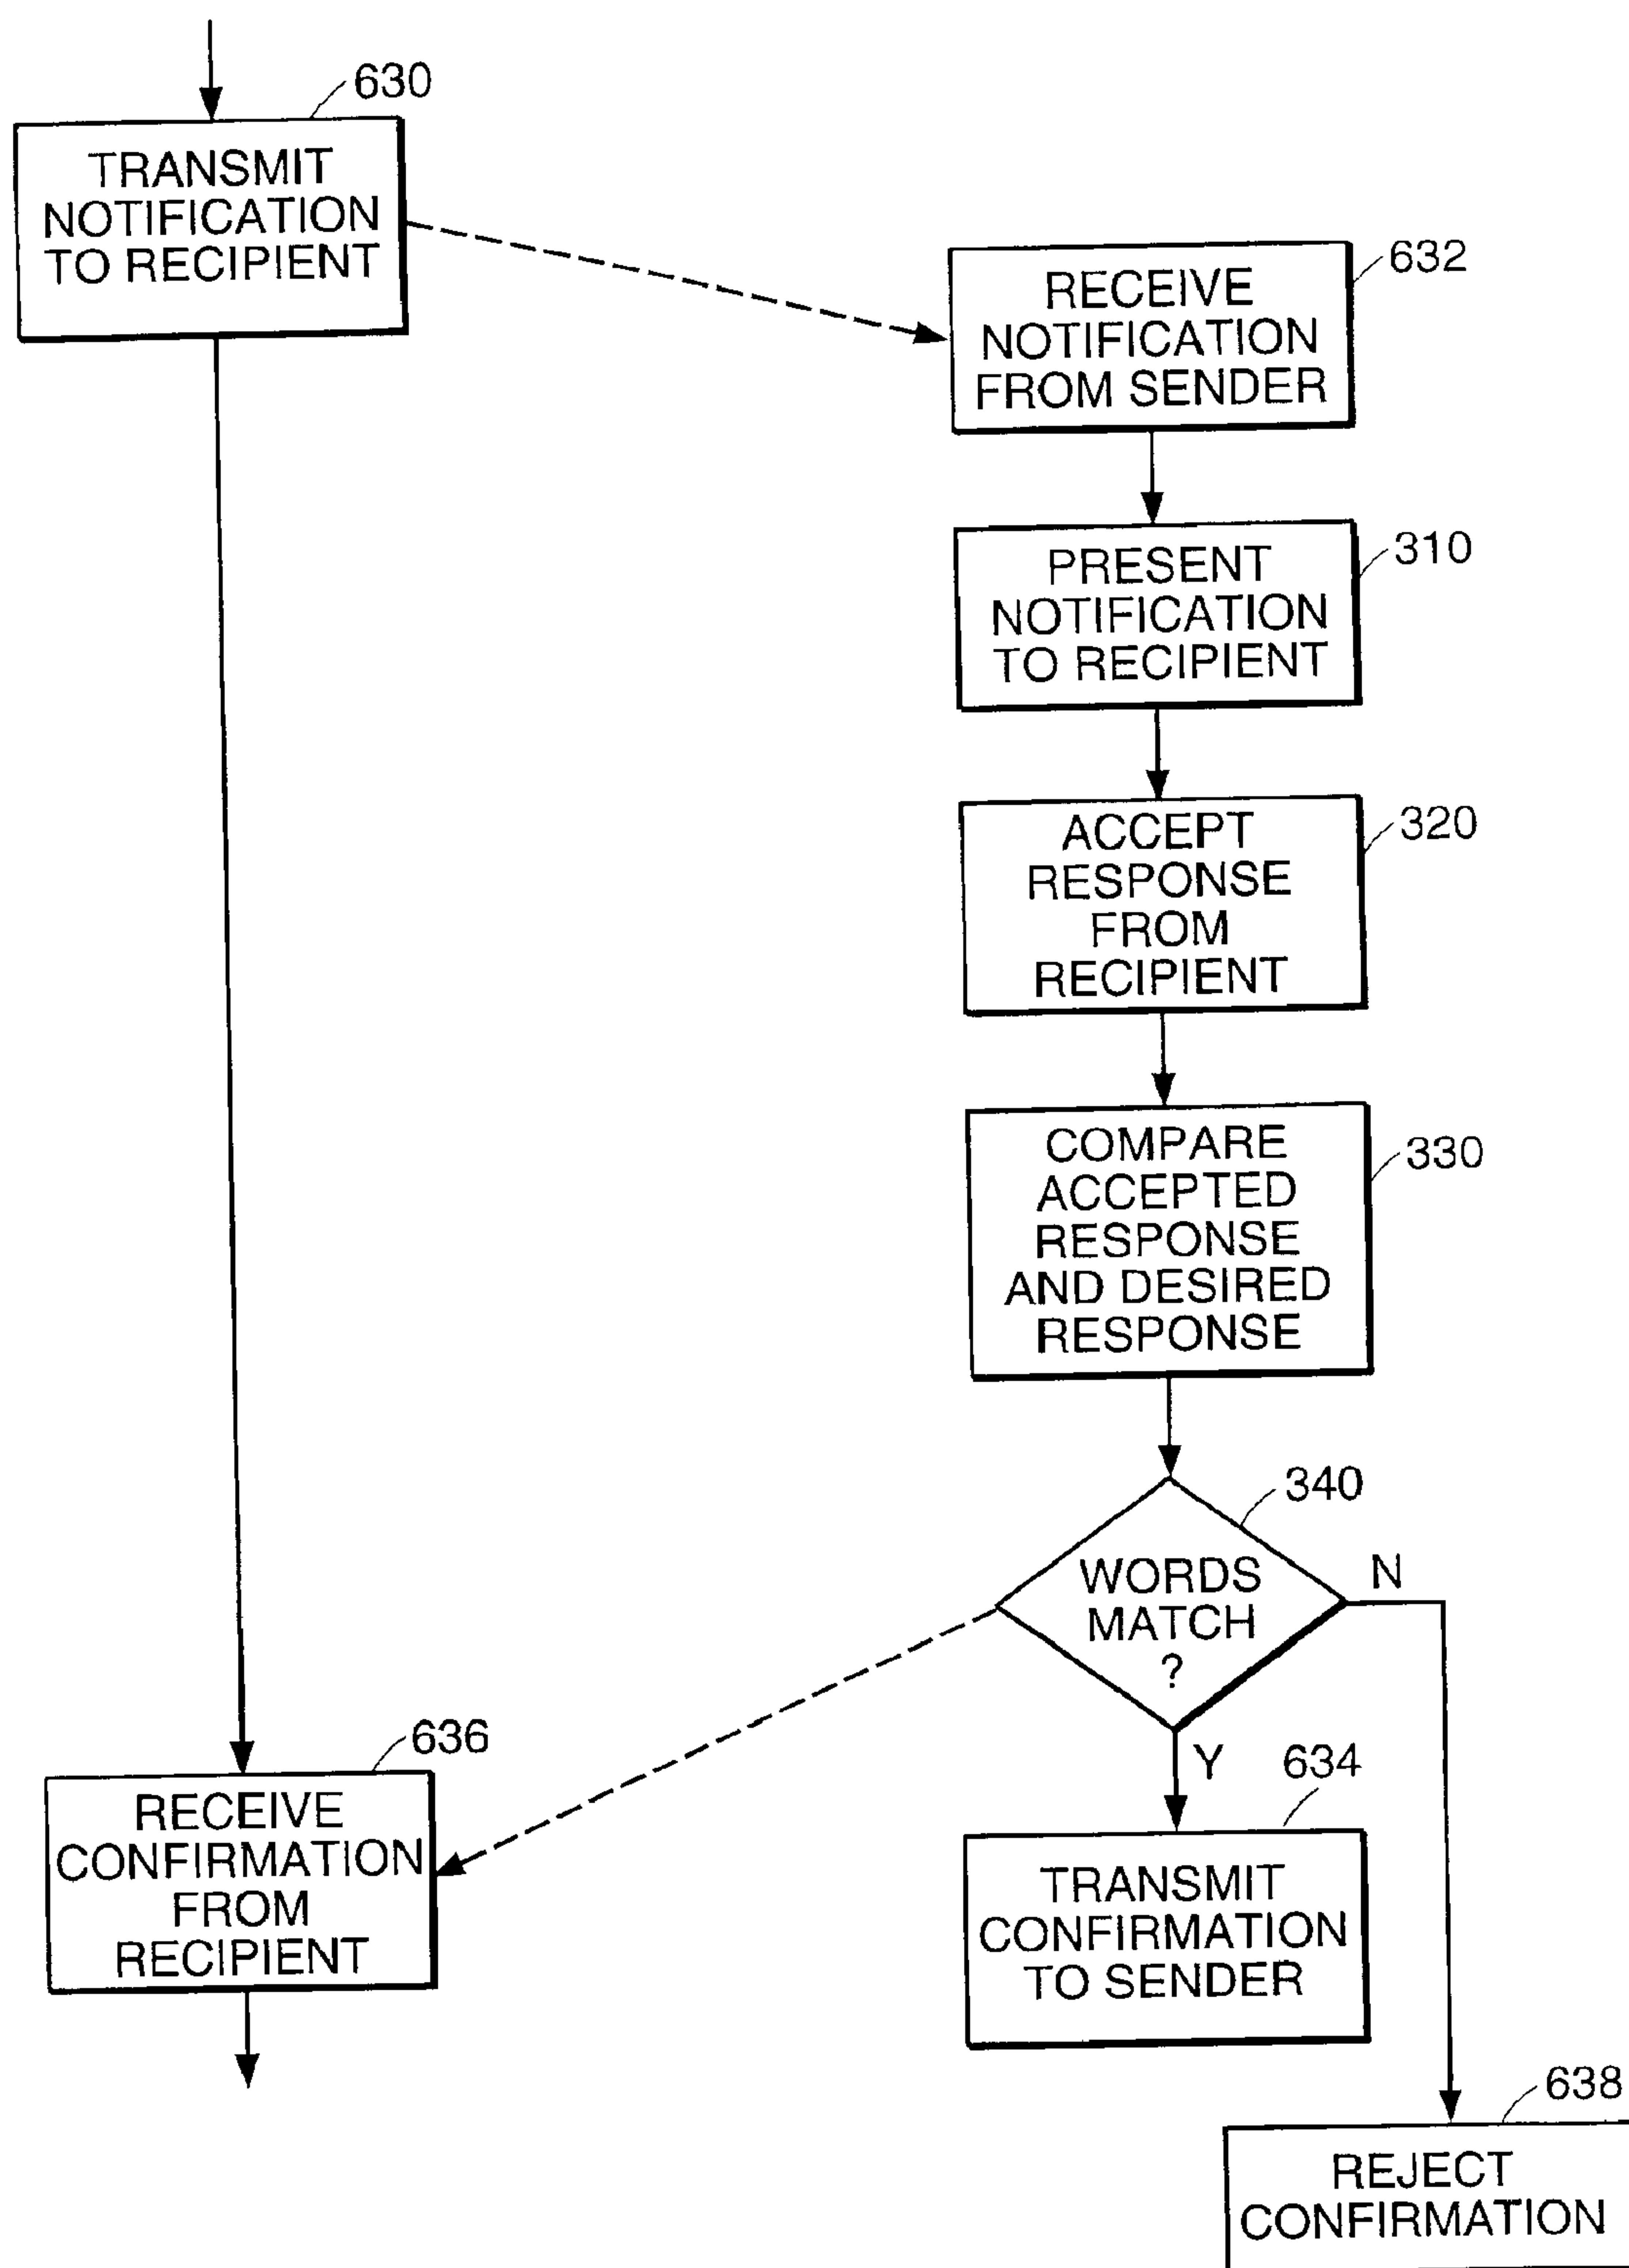 630
TRANSMIT
NOTIFICATION
TO RECIPIENT
632
RECEIVE
NOTIFICATION
FROM SENDER
310
PRESENT
NOTIFICATION
TO RECIPIENT
320
ACCEPT
RESPONSE
FROM
RECIPIENT
330
COMPARE
ACCEPTED
RESPONSE
AND DESIRED
RESPONSE
340
WORDS
MATCH
?
N
Y
636
RECEIVE
CONFIRMATION
FROM
RECIPIENT
634
TRANSMIT
CONFIRMATION
TO SENDER
638
REJECT
CONFIRMATION